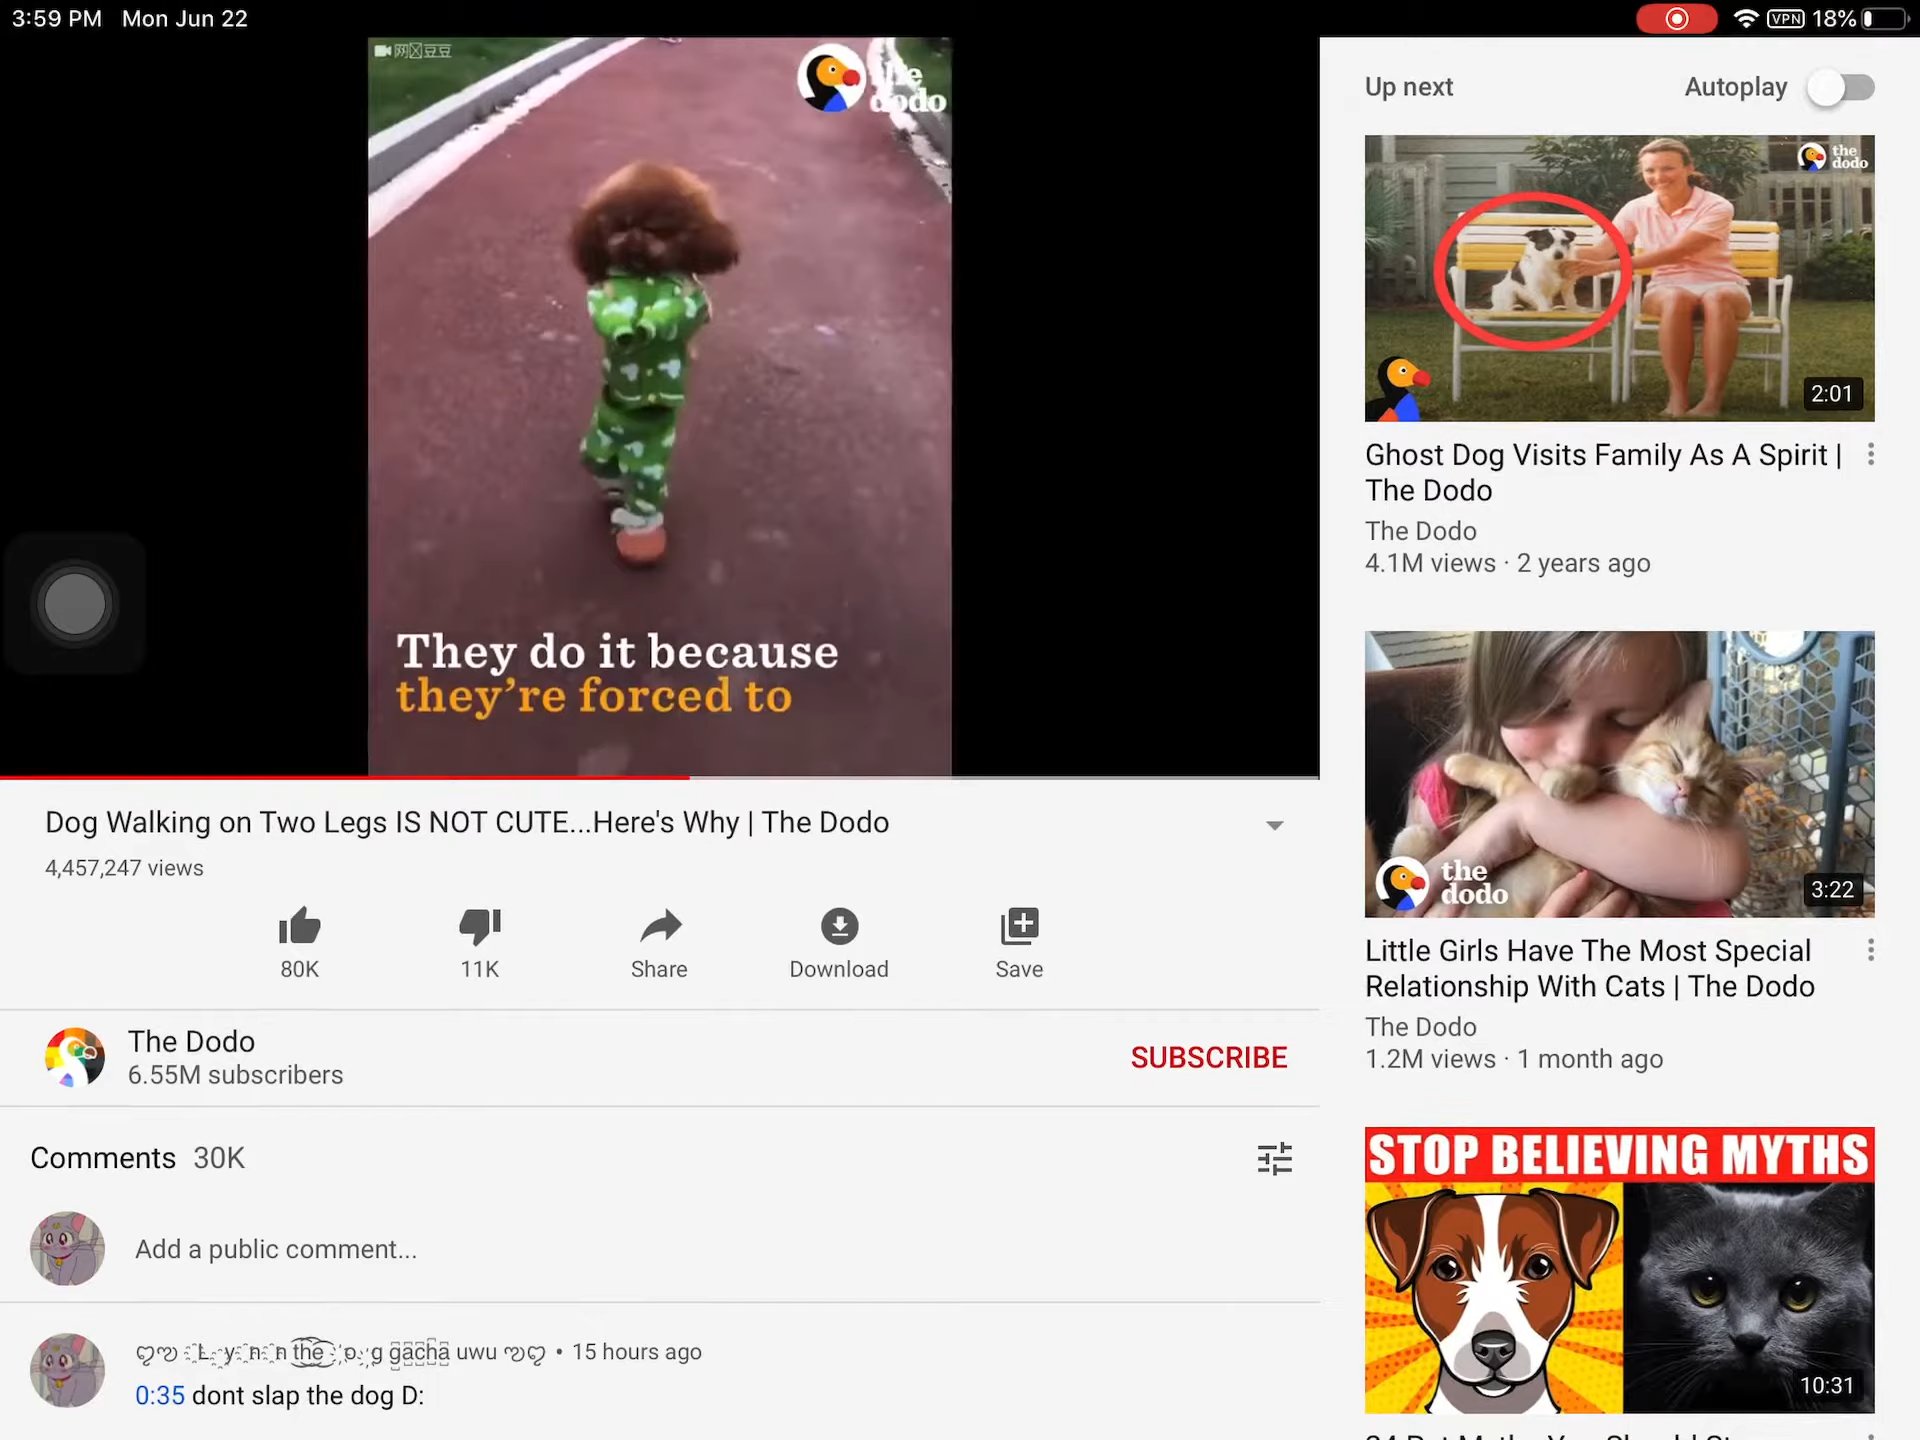 3:59 PM Mon Jun 22
VPN 18%
the
dodo
They do it because
they're forced to
Dog Walking on Two Legs IS NOT CUTE...Here's Why | The Dodo
4,457,247 views
80K
11K
Share
Download
Save
The Dodo
6.55M subscribers
SUBSCRIBE
Comments 30K
Add a public comment...
the gacha uwu • 15 hours ago
0:35 dont slap the dog D:
Up next
Autoplay
the
dodo
2:01
Ghost Dog Visits Family As A Spirit |
The Dodo
The Dodo
4.1M views · 2 years ago
the
dodo
3:22
Little Girls Have The Most Special
Relationship With Cats | The Dodo
The Dodo
1.2M views · 1 month ago
STOP BELIEVING MYTHS
10:31